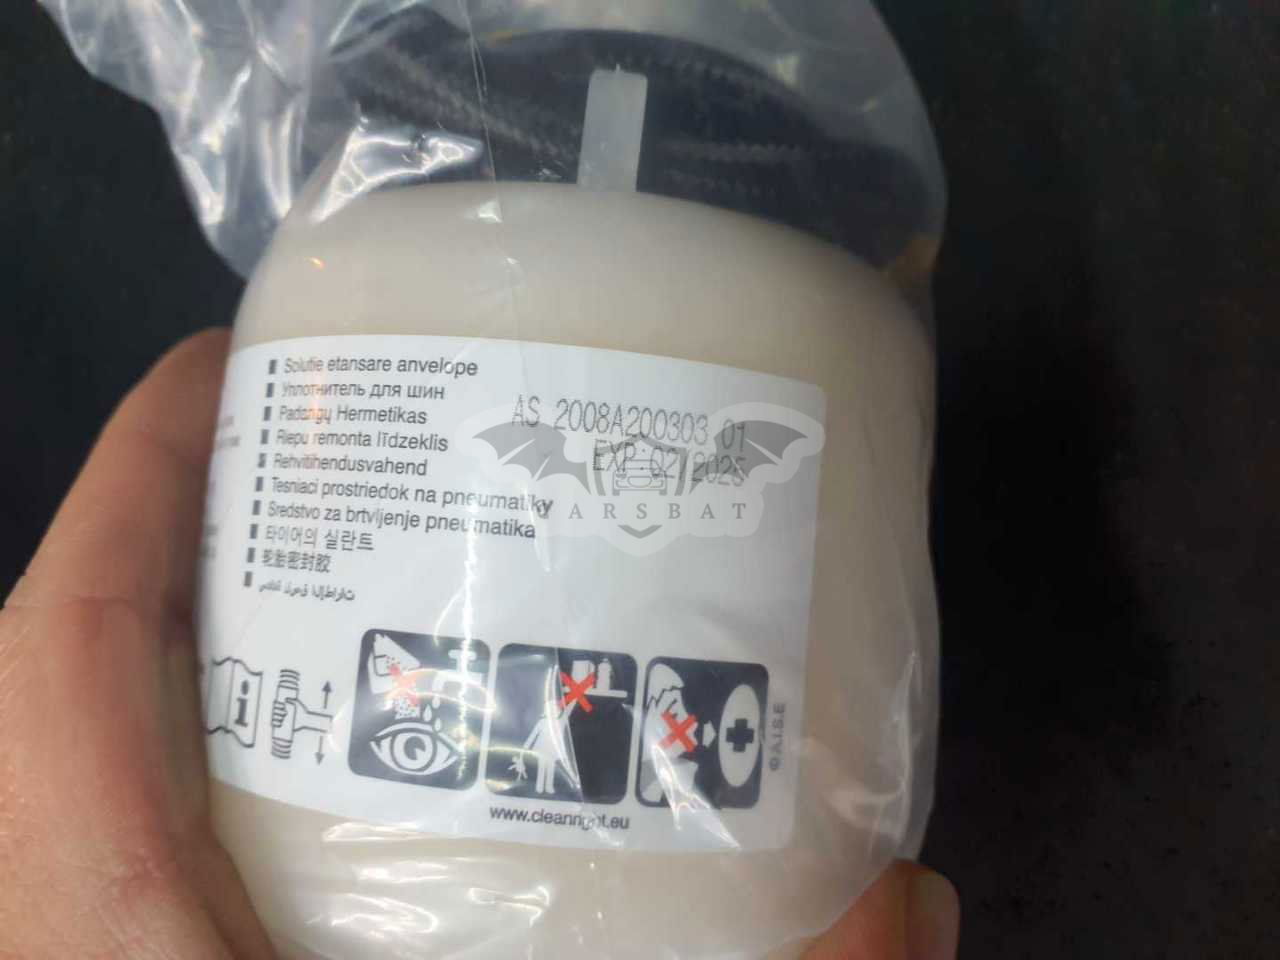 Solutie etansare anvelope
Уплотнитель для шин
Padangų Hermetikas
Riepu remonta līdzeklis
Rehvitihendusvahend
Tesniaci prostriedok na pneumatiky
Sredstvo za brtvljenje pneumatika
타이어의 실란트
轮胎密封胶
AS 2008A200303 01
EXP: 02/2025
ARSBAT
i
© A.I.S.E
www.cleanright.eu